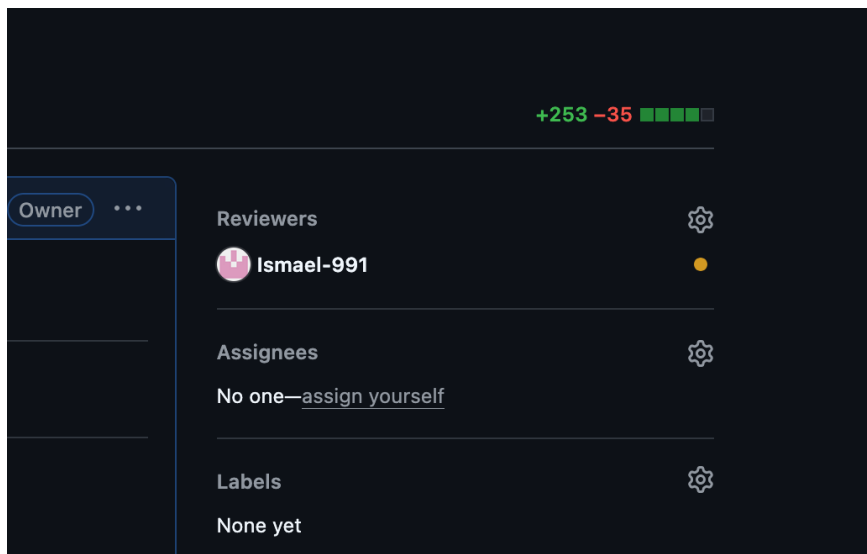 +253 −35
Owner ...
Reviewers
Ismael-991
Assignees
No one—assign yourself
Labels
None yet